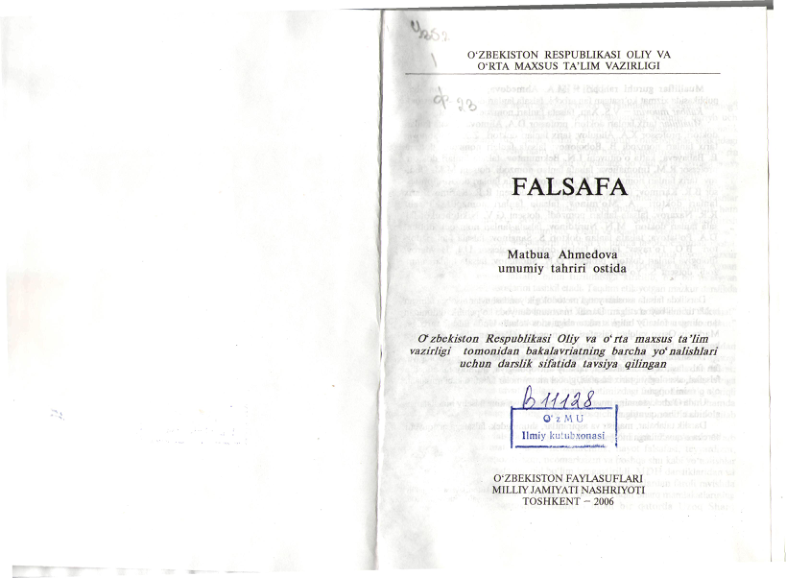 O‘ZBEKISTON RESPUBLIKASI OLIY VA
O‘RTA MAXSUS TA’LIM VAZIRLIGI
FALSAFA
Matbua Ahmedova
umumiy tahriri ostida
O‘zbekiston Respublikasi Oliy va o‘rta maxsus ta’lim
vazirligi tomonidan bakalavriatning barcha yo‘nalishlari
uchun darslik sifatida tavsiya qilingan
B 11128
O‘zMU
Ilmiy kutubxonasi
O‘ZBEKISTON FAYLASUFLARI
MILLIY JAMIYATI NASHRIYOTI
TOSHKENT – 2006